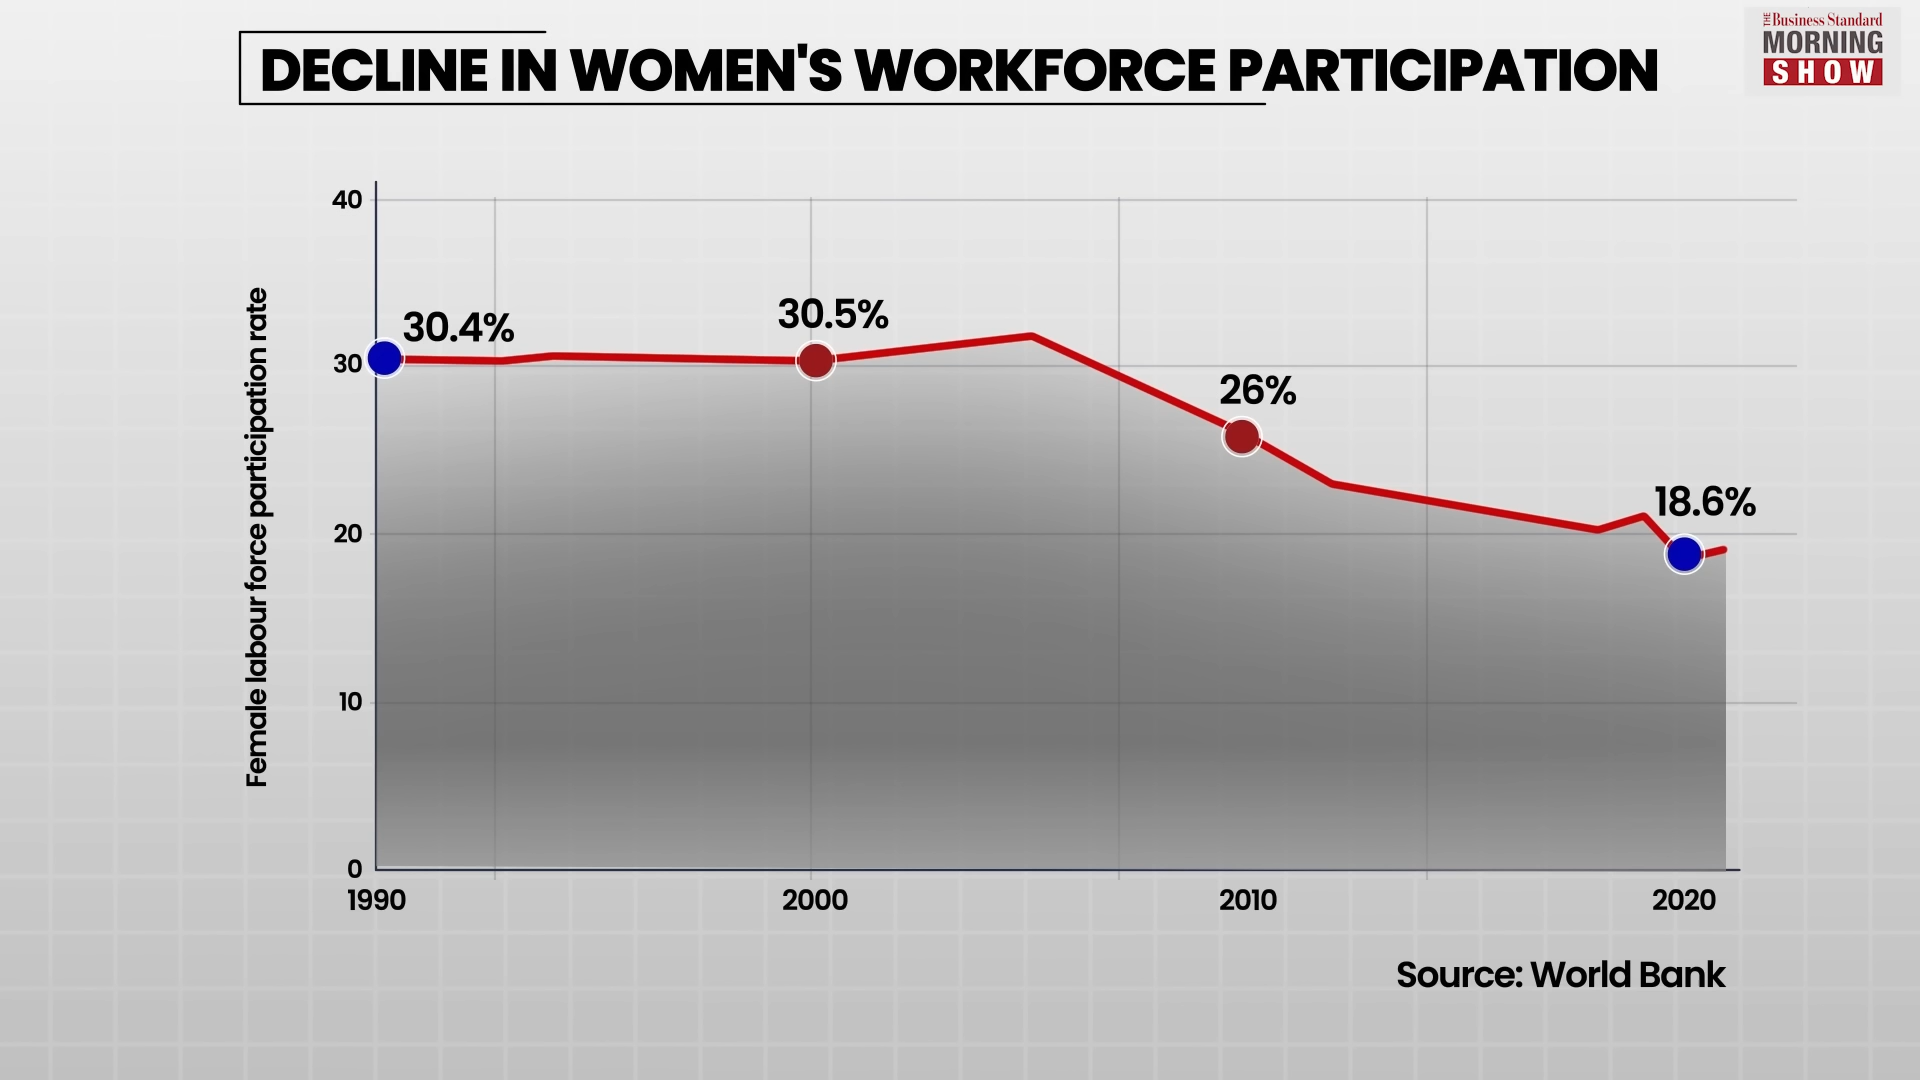 DECLINE IN WOMEN'S WORKFORCE PARTICIPATION
THE Business Standard
MORNING
SHOW
Female labour force participation rate
40
30
20
10
0
30.4%
30.5%
26%
18.6%
1990
2000
2010
2020
Source: World Bank